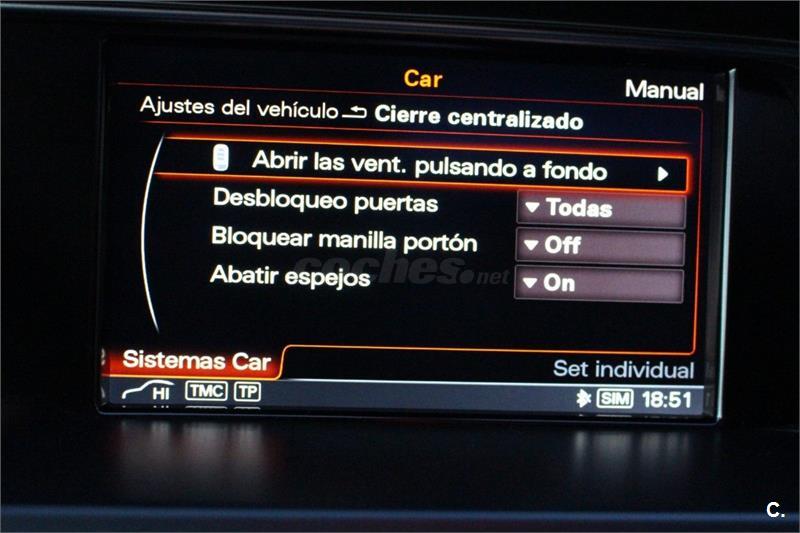 Car
Manual
Ajustes del vehículo Cierre centralizado
Abrir las vent. pulsando a fondo
Desbloqueo puertas Todas
Bloquear manilla portón Off
coches.net
Abatir espejos On
Sistemas Car
Set individual
HI TMC TP SIM 18:51
C.